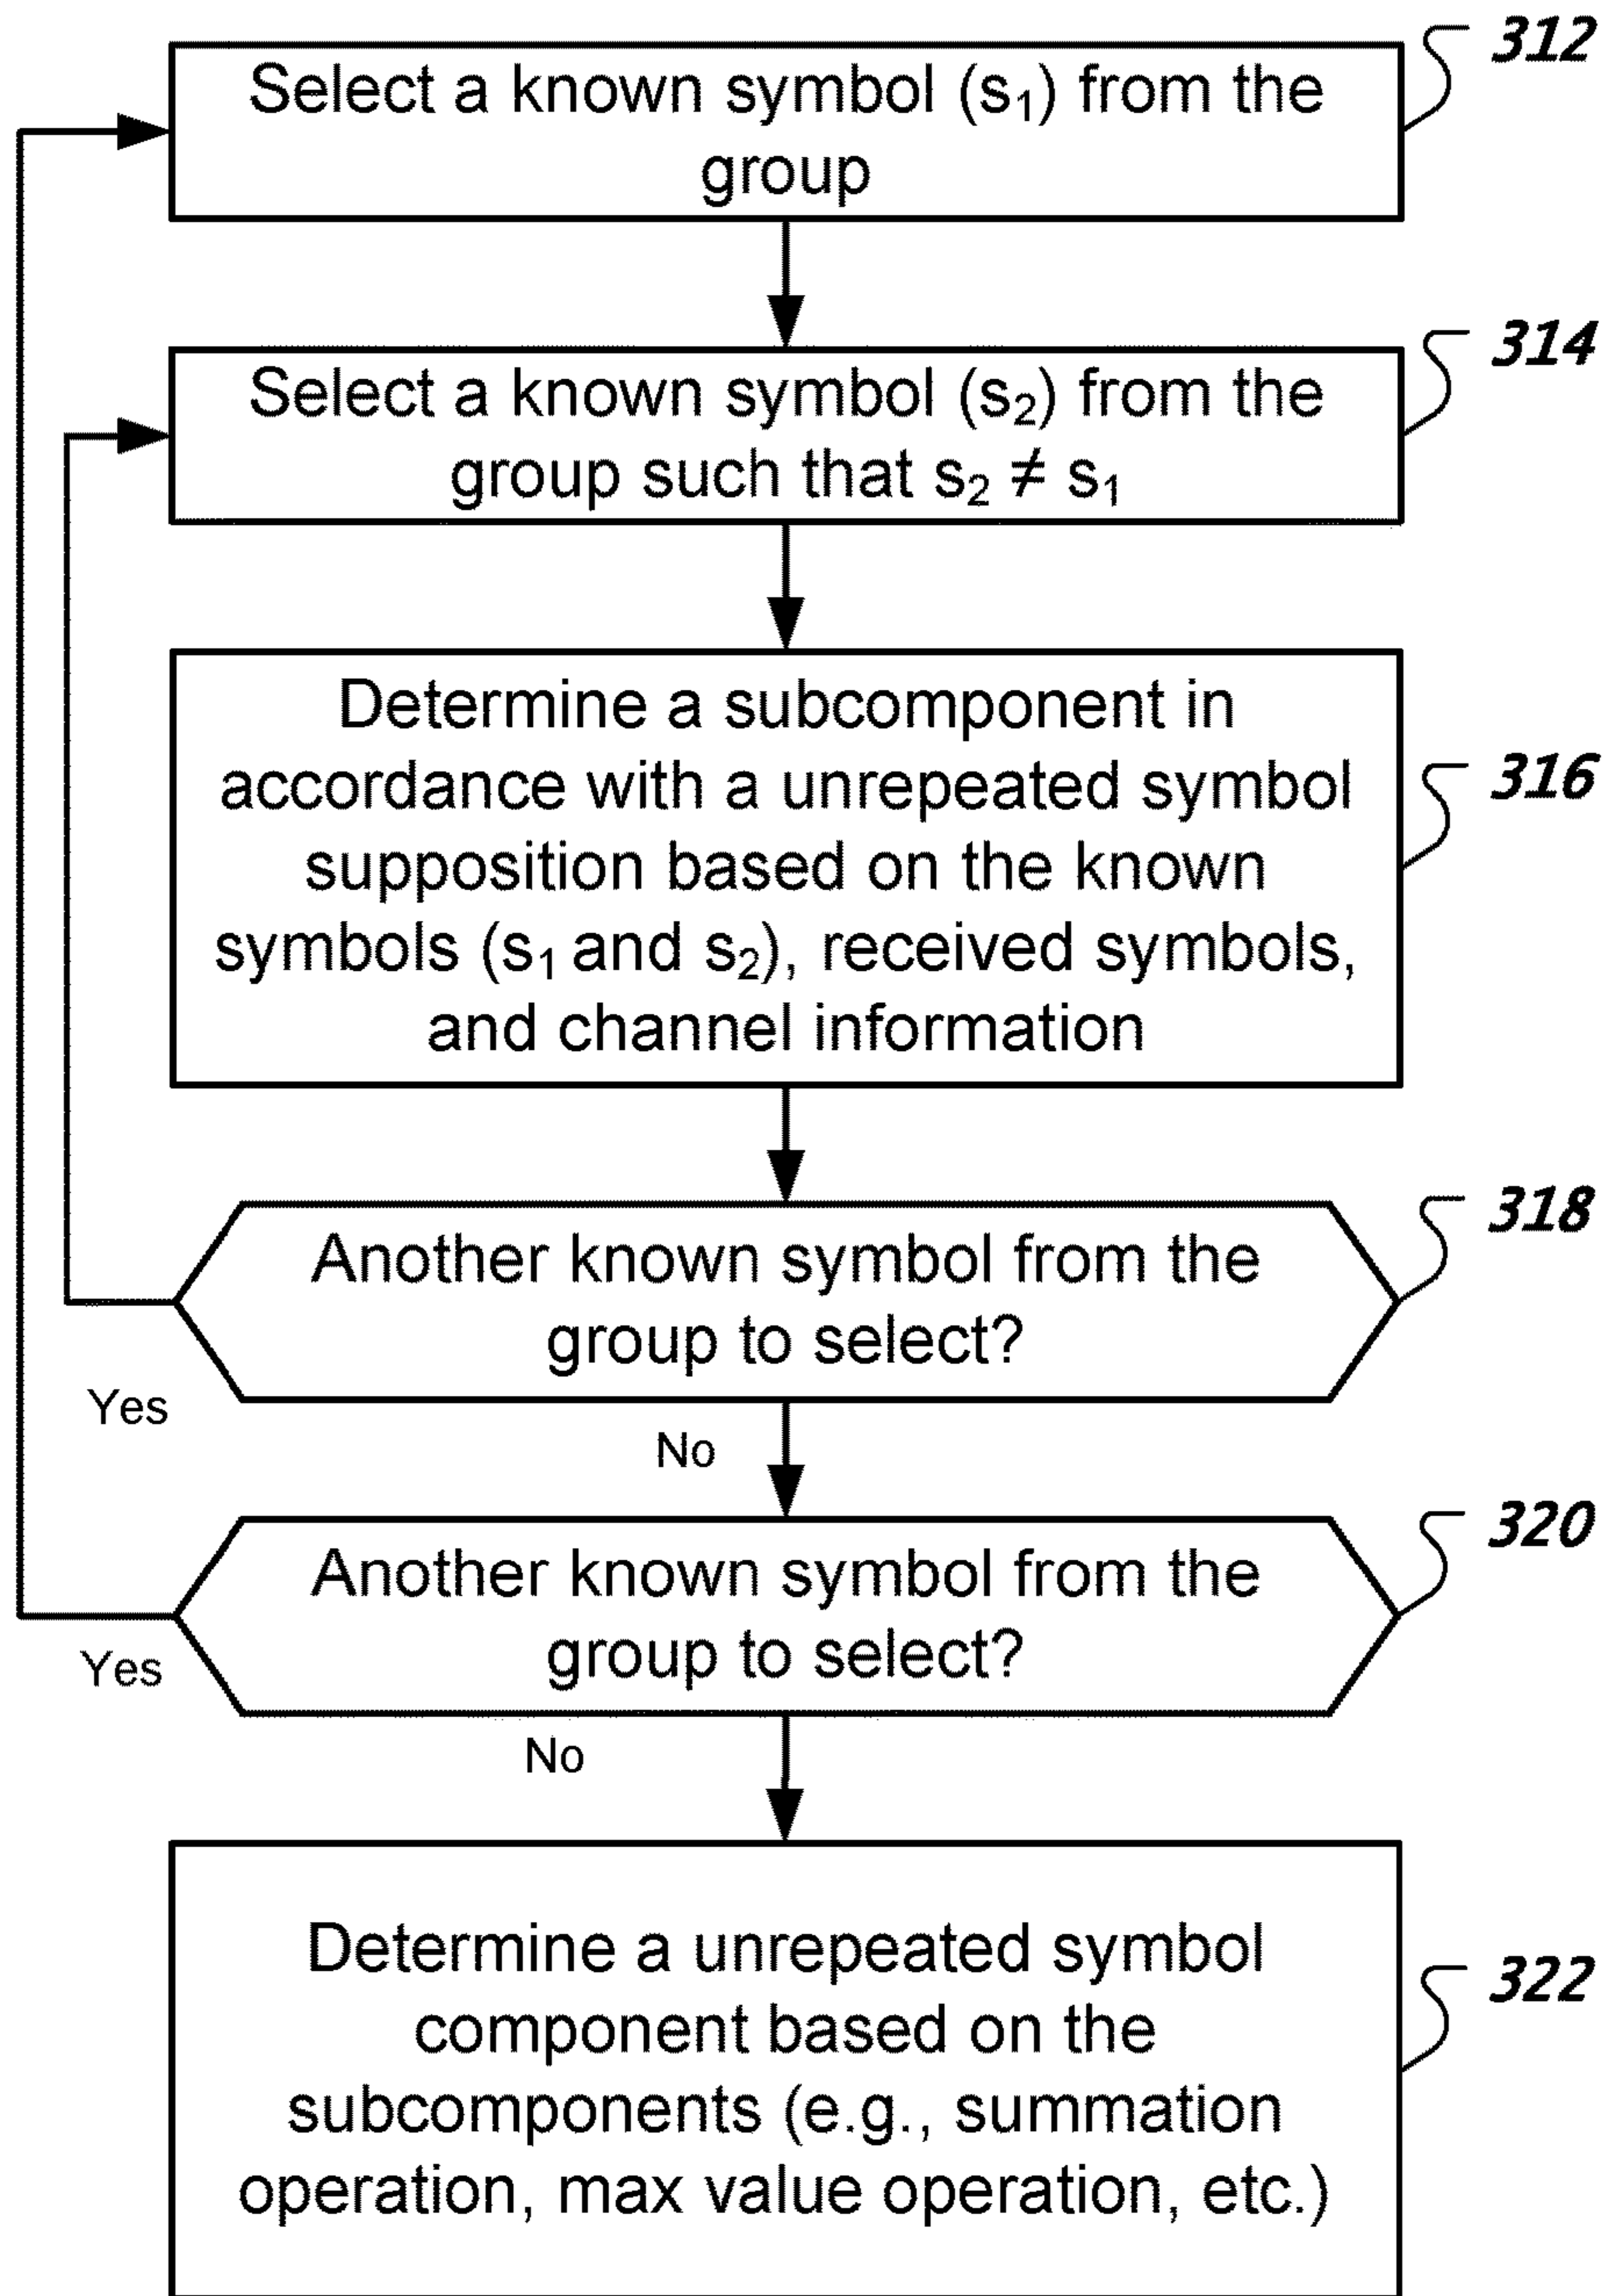 312
Select a known symbol (s₁) from the
group
314
Select a known symbol (s₂) from the
group such that s₂ ≠ s₁
Determine a subcomponent in
accordance with a unrepeated symbol
supposition based on the known
symbols (s₁ and s₂), received symbols,
and channel information
316
318
Another known symbol from the
group to select?
Yes
No
320
Another known symbol from the
group to select?
Yes
No
Determine a unrepeated symbol
component based on the
subcomponents (e.g., summation
operation, max value operation, etc.)
322